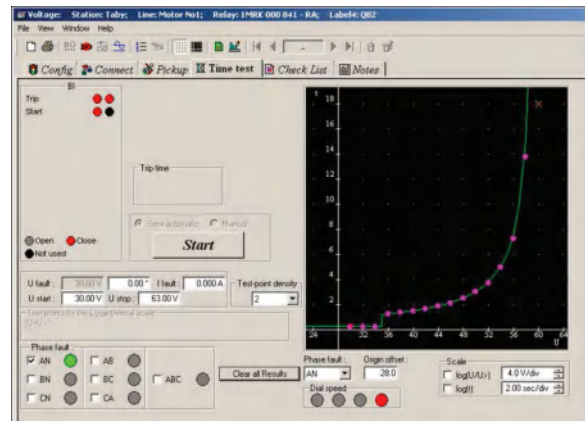 Voltage: Station: Taby; Line: Motor No1; Relay: 1MRK 000 841 - RA; Label4: QB2
File View Window Help
Config Connect Pickup Time test Check List Notes
BI
Trip
Start
Open Close
Not used
Trip time
Semi automatic Manual
Start
U fault : 30.00 V 0.00 ° I fault : 0.000 A
U start : 30.00 V U stop : 63.00 V
Test-point density
2
Phase fault
AN AB
BN BC ABC
CN CA
Clear all Results
t
18
16
14
12
10
8
6
4
2
24 28 32 36 40 44 48 52 56 60
U
Phase fault : Origin offset :
AN 28.0
Dial speed
Scale
log(U/U>) 4.0 V/div
log(t) 2.00 sec/div